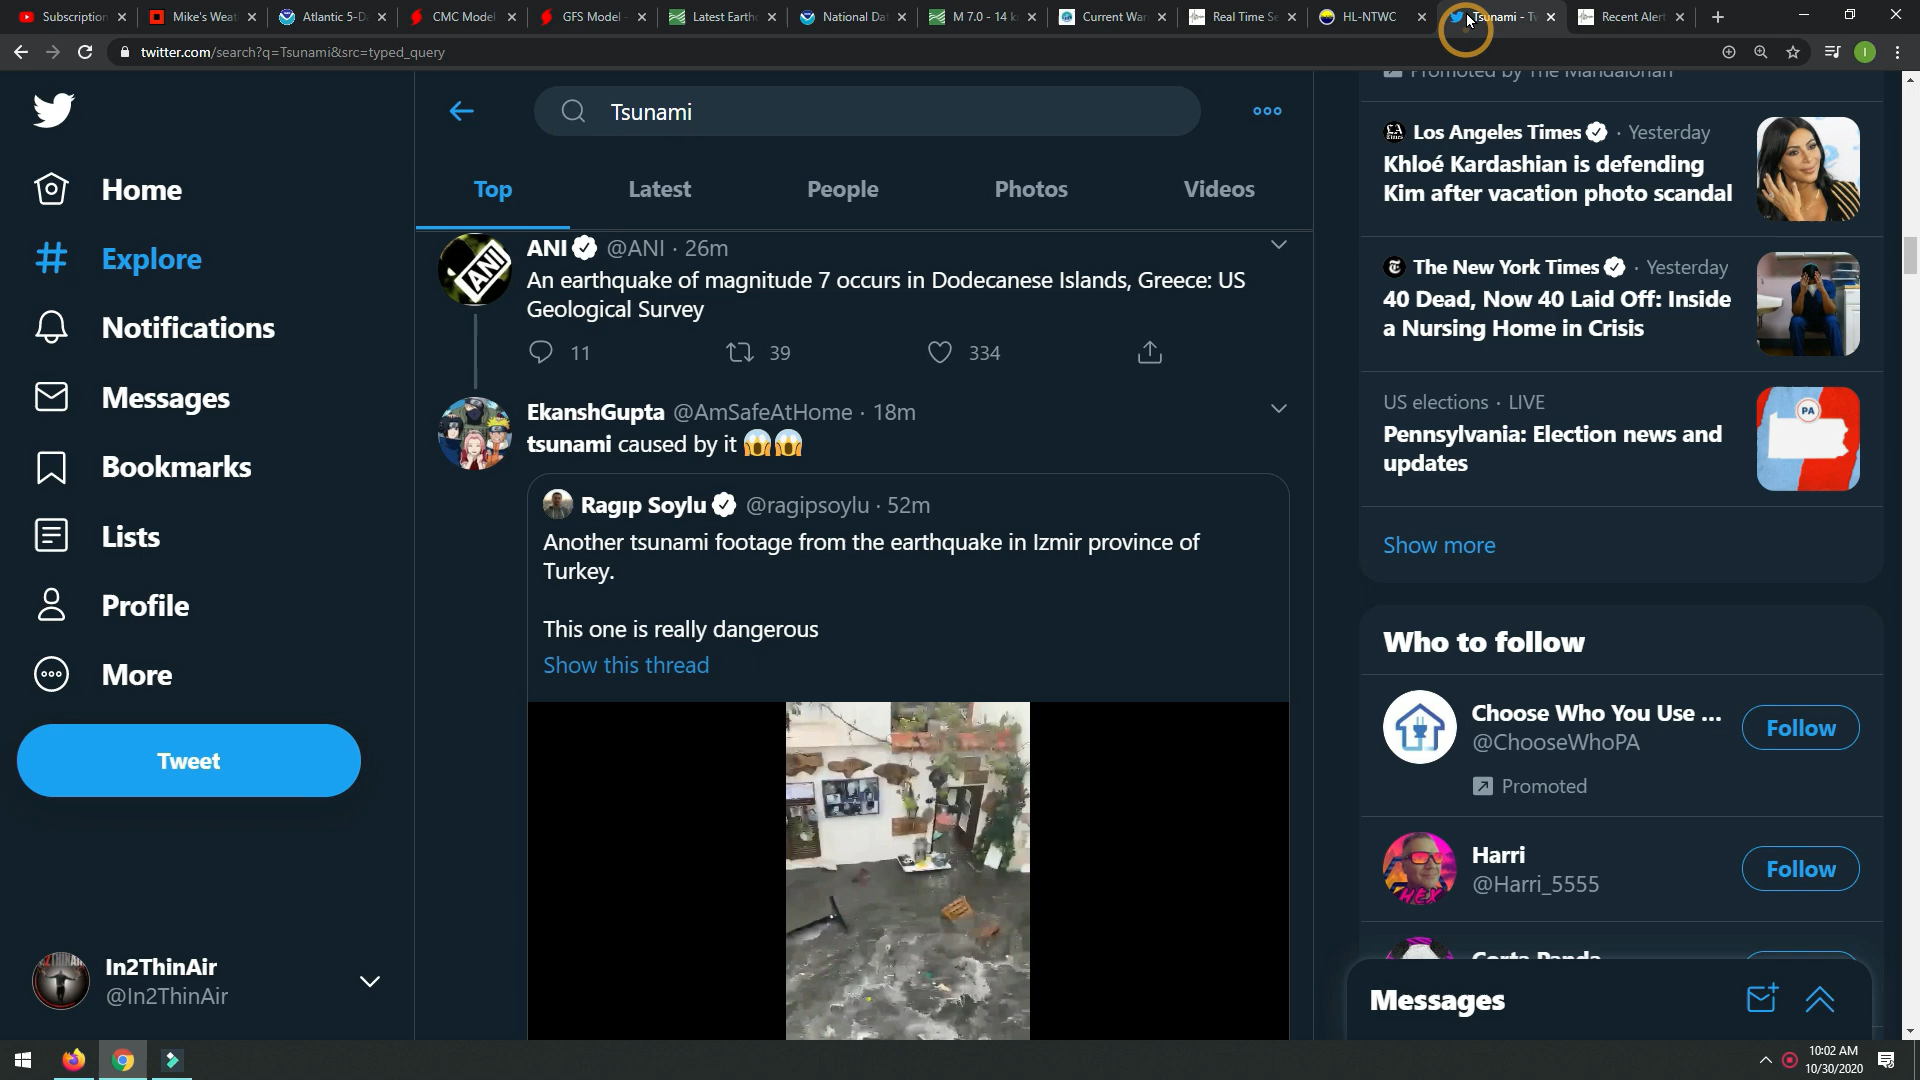 Subscription
Mike's Weat
Atlantic 5-Da
CMC Model
GFS Model -
Latest Earth
National Dat
M 7.0 - 14 k
Current War
Real Time Se
HL-NTWC
Tsunami - Tw
Recent Alert
twitter.com/search?q=Tsunami&src=typed_query
I
Home
Explore
Notifications
Messages
Bookmarks
Lists
Profile
More
Tweet
In2ThinAir
@In2ThinAir
Tsunami
Top
Latest
People
Photos
Videos
ANI @ANI · 26m
An earthquake of magnitude 7 occurs in Dodecanese Islands, Greece: US
Geological Survey
11
39
334
EkanshGupta @AmSafeAtHome · 18m
tsunami caused by it 😱😱
Ragıp Soylu @ragipsoylu · 52m
Another tsunami footage from the earthquake in Izmir province of
Turkey.
This one is really dangerous
Show this thread
Promoted by The Mandalorian
Los Angeles Times · Yesterday
Khloé Kardashian is defending
Kim after vacation photo scandal
The New York Times · Yesterday
40 Dead, Now 40 Laid Off: Inside
a Nursing Home in Crisis
US elections · LIVE
Pennsylvania: Election news and
updates
PA
Show more
Who to follow
Choose Who You Use ...
@ChooseWhoPA
Follow
Promoted
Harri
@Harri_5555
Follow
Messages
10:02 AM
10/30/2020